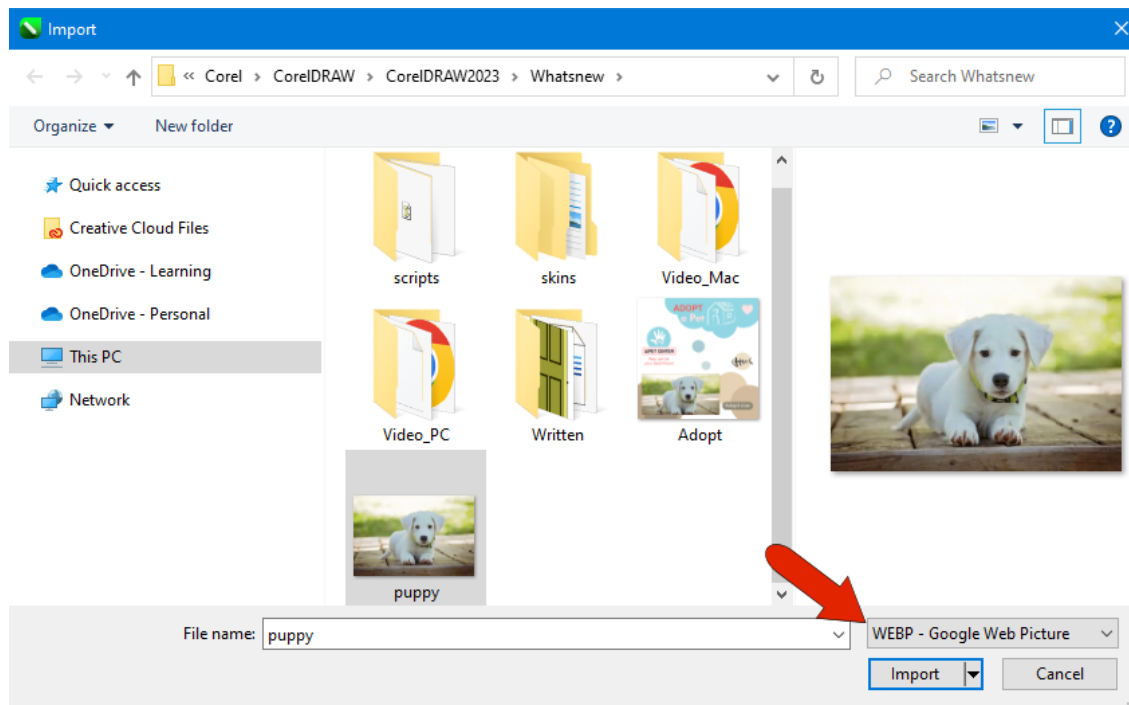 Import
« Corel > CorelDRAW > CorelDRAW2023 > Whatsnew >
Search Whatsnew
Organize
New folder
?
Quick access
Creative Cloud Files
OneDrive - Learning
OneDrive - Personal
This PC
Network
scripts
skins
Video_Mac
ADOPT
a Pet
Video_PC
Written
Adopt
puppy
File name: puppy
WEBP - Google Web Picture
Import
Cancel